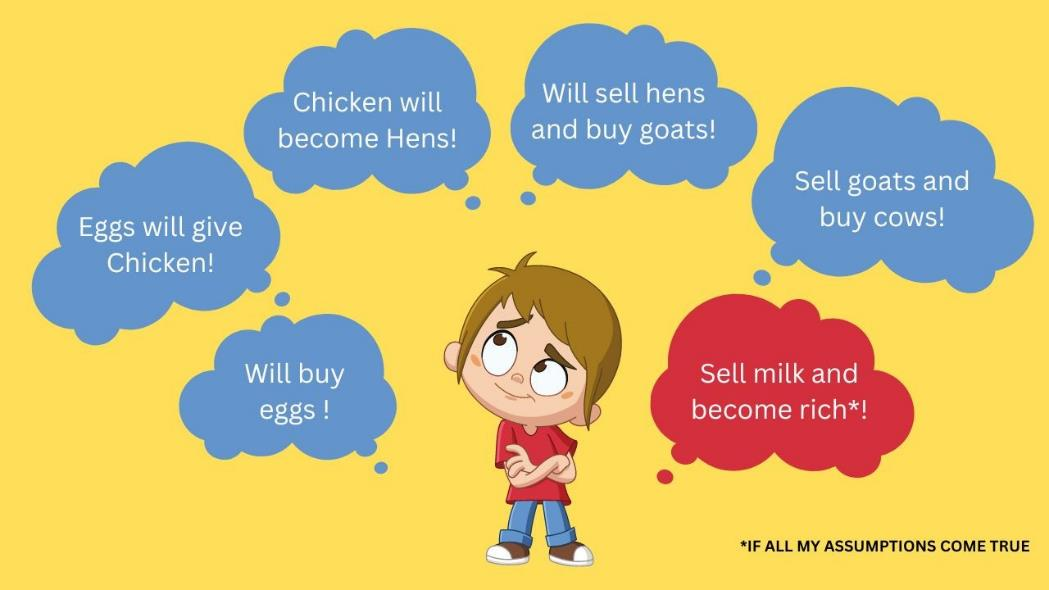 Will buy
eggs !
Eggs will give
Chicken!
Chicken will
become Hens!
Will sell hens
and buy goats!
Sell goats and
buy cows!
Sell milk and
become rich*!
*IF ALL MY ASSUMPTIONS COME TRUE